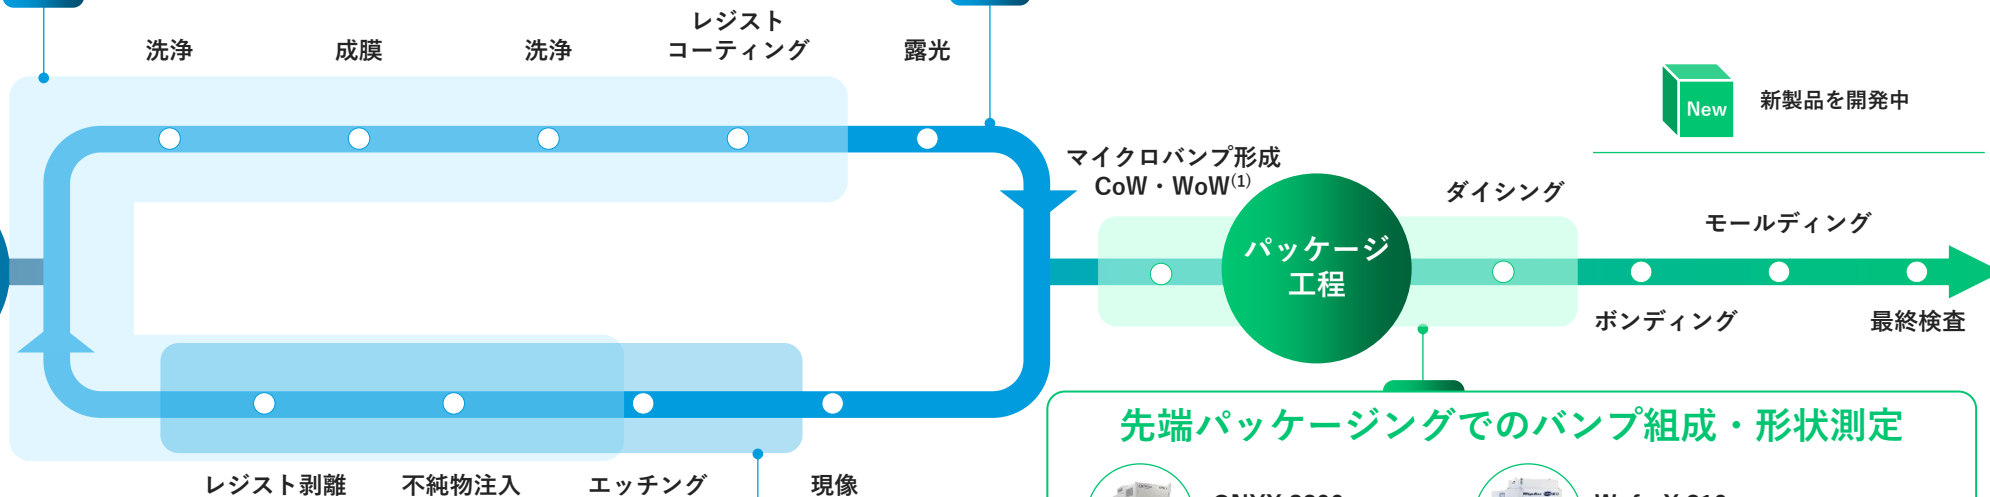 洗浄
成膜
洗浄
レジスト
コーティング
露光
New
新製品を開発中
マイクロバンプ形成
CoW・WoW(1)
パッケージ
工程
ダイシング
モールディング
ボンディング
最終検査
レジスト剥離
不純物注入
エッチング
現像
先端パッケージングでのバンプ組成・形状測定